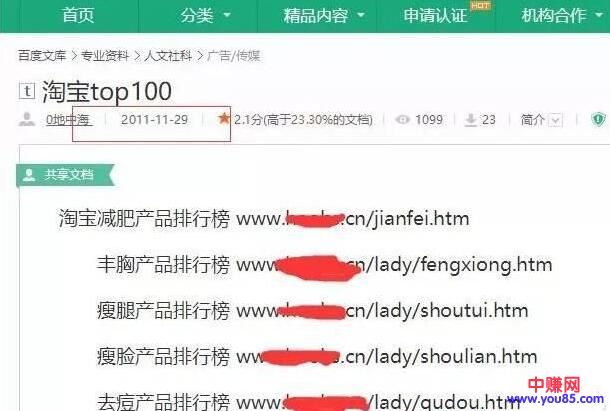 首页 分类 精品内容 申请认证 HOT 机构合作
百度文库 > 专业资料 > 人文社科 > 广告/传媒
t 淘宝top100
0地中海 2011-11-29 2.1分(高于23.30%的文档) 1099 23 简介
共享文档
淘宝减肥产品排行榜 www. .cn/jianfei.htm
丰胸产品排行榜 www. .cn/lady/fengxiong.htm
瘦腿产品排行榜 www. .cn/lady/shoutui.htm
瘦脸产品排行榜 www. .cn/lady/shoulian.htm
去痘产品排行榜 www. .cn/lady/qudou.htm
中赚网
www.you85.com